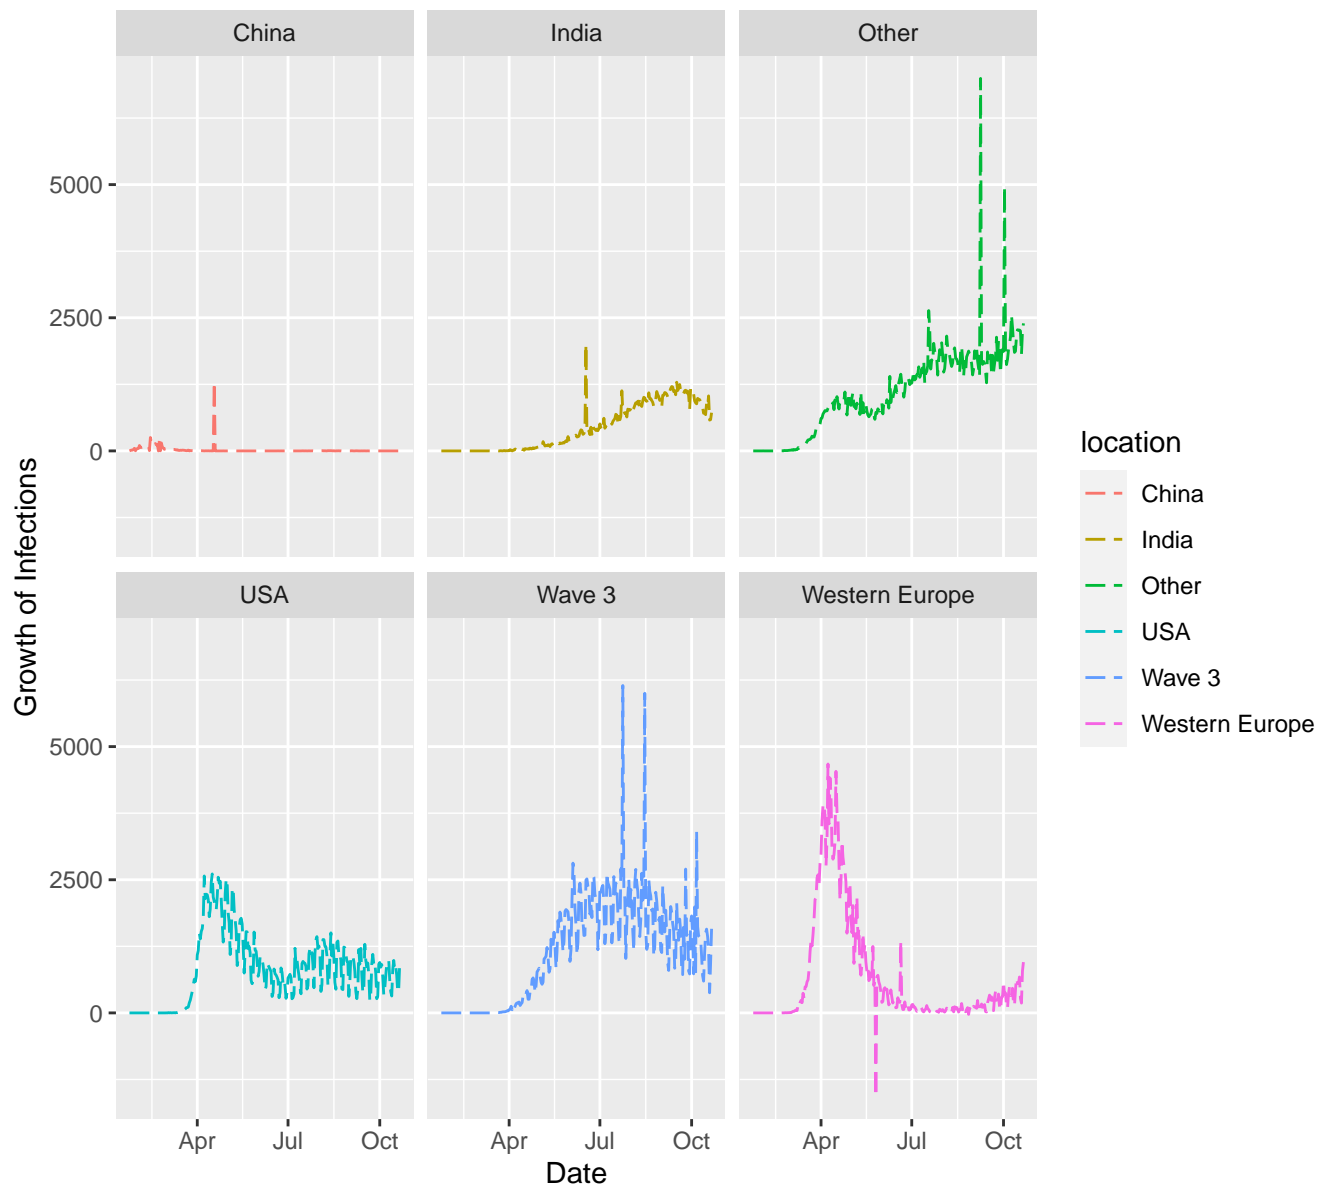 China India Other
5000
2500
0
USA Wave 3 Western Europe
5000
2500
0
Apr Jul Oct Apr Jul Oct Apr Jul Oct
Date
Growth of Infections
location
China
India
Other
USA
Wave 3
Western Europe